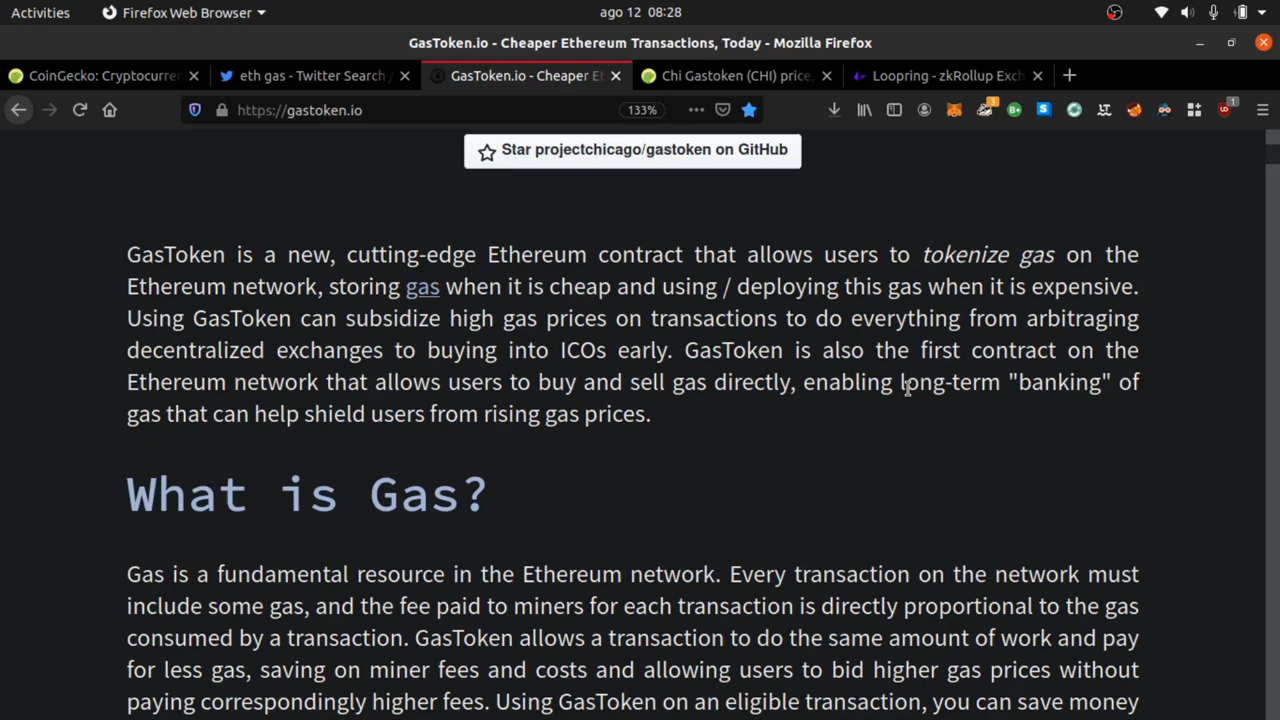 Activities Firefox Web Browser ago 12 08:28
GasToken.io - Cheaper Ethereum Transactions, Today - Mozilla Firefox
CoinGecko: Cryptocurrer eth gas - Twitter Search GasToken.io - Cheaper Et Chi Gastoken (CHI) price, Loopring - zkRollup Exch
https://gastoken.io 133% 3 1
Star projectchicago/gastoken on GitHub
GasToken is a new, cutting-edge Ethereum contract that allows users to tokenize gas on the
Ethereum network, storing gas when it is cheap and using / deploying this gas when it is expensive.
Using GasToken can subsidize high gas prices on transactions to do everything from arbitraging
decentralized exchanges to buying into ICOs early. GasToken is also the first contract on the
Ethereum network that allows users to buy and sell gas directly, enabling long-term "banking" of
gas that can help shield users from rising gas prices.
What is Gas?
Gas is a fundamental resource in the Ethereum network. Every transaction on the network must
include some gas, and the fee paid to miners for each transaction is directly proportional to the gas
consumed by a transaction. GasToken allows a transaction to do the same amount of work and pay
for less gas, saving on miner fees and costs and allowing users to bid higher gas prices without
paying correspondingly higher fees. Using GasToken on an eligible transaction, you can save money